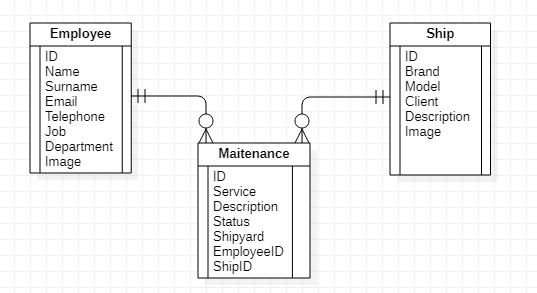 Employee
ID
Name
Surname
Email
Telephone
Job
Department
Image
Ship
ID
Brand
Model
Client
Description
Image
Maitenance
ID
Service
Description
Status
Shipyard
EmployeeID
ShipID